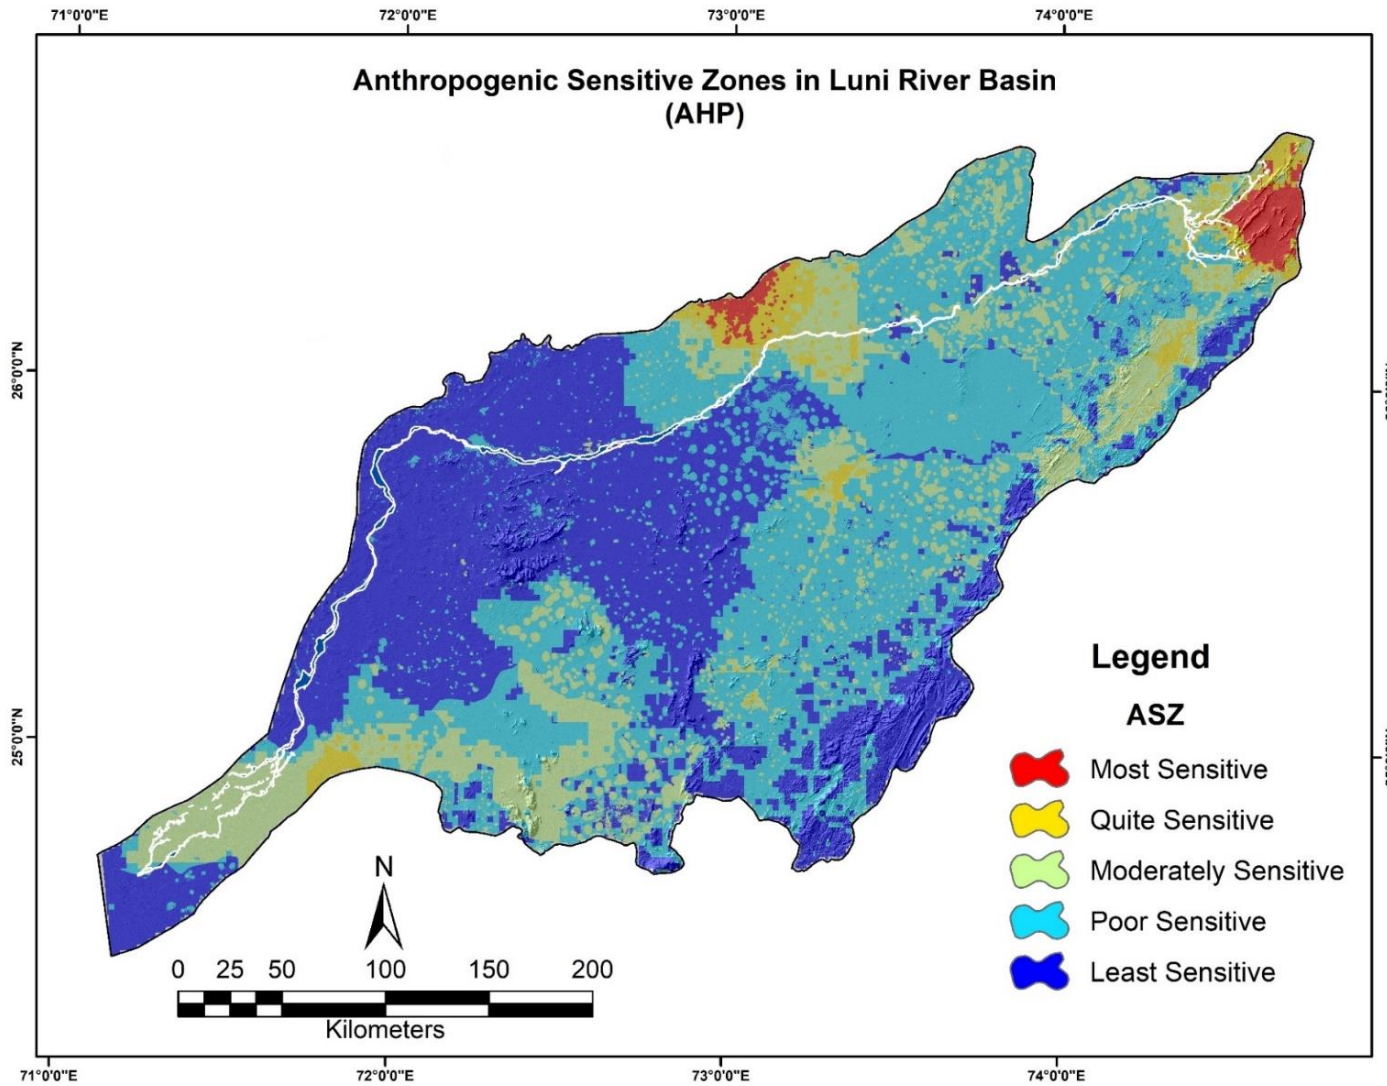 71°0'0"E 72°0'0"E 73°0'0"E 74°0'0"E
Anthropogenic Sensitive Zones in Luni River Basin
(AHP)
26°0'0"N
25°0'0"N
Legend
ASZ
Most Sensitive
Quite Sensitive
Moderately Sensitive
Poor Sensitive
Least Sensitive
N
0 25 50 100 150 200
Kilometers
71°0'0"E 72°0'0"E 73°0'0"E 74°0'0"E